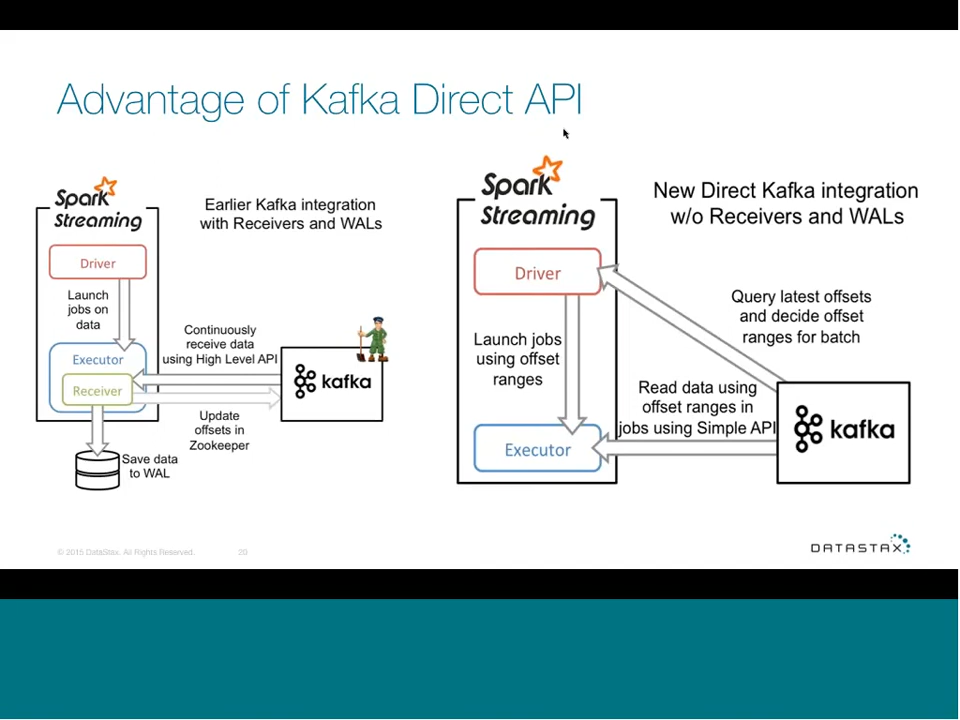 Advantage of Kafka Direct API
Spark
Streaming
Earlier Kafka integration
with Receivers and WALs
Driver
Launch
jobs on
data
Executor
Receiver
Continuously
receive data
using High Level API
kafka
Update
offsets in
Zookeeper
Save data
to WAL
Spark
Streaming
New Direct Kafka integration
w/o Receivers and WALs
Driver
Query latest offsets
and decide offset
ranges for batch
Launch jobs
using offset
ranges
Read data using
offset ranges in
jobs using Simple API
kafka
Executor
© 2015 DataStax. All Rights Reserved.
20
DATASTAX